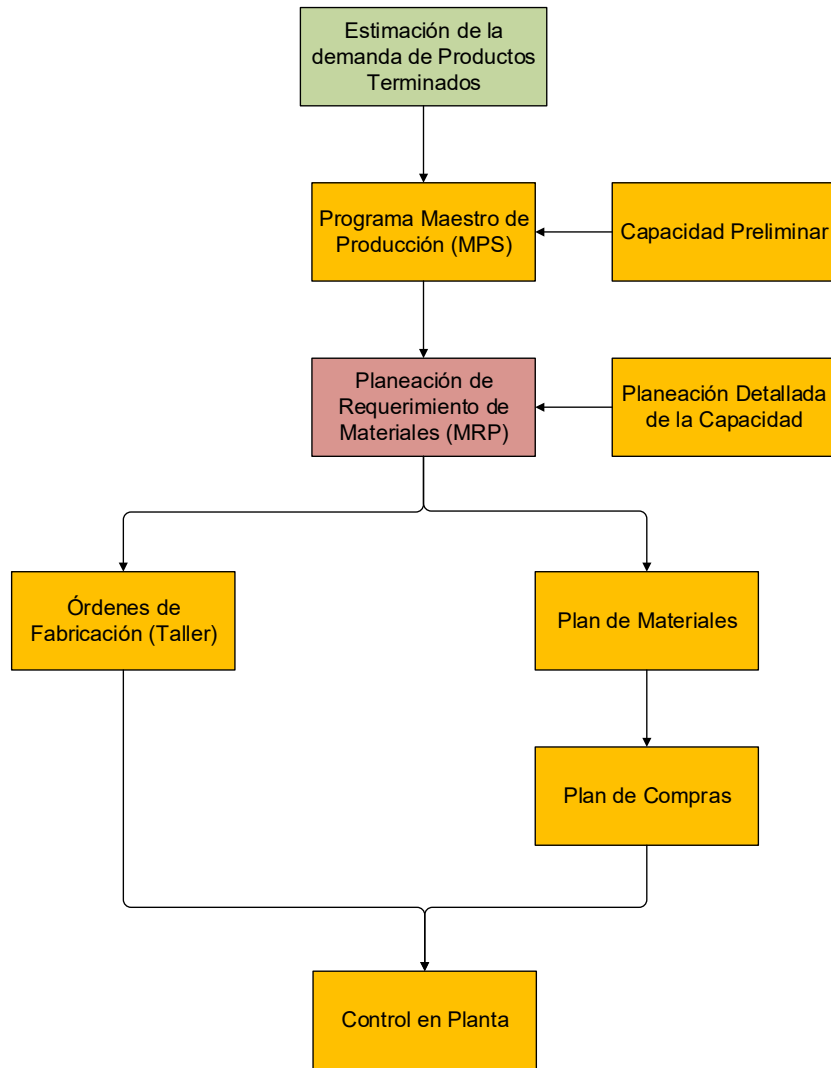 Estimación de la
demanda de Productos
Terminados
Programa Maestro de
Producción (MPS)
Capacidad Preliminar
Planeación de
Requerimiento de
Materiales (MRP)
Planeación Detallada
de la Capacidad
Órdenes de
Fabricación (Taller)
Plan de Materiales
Plan de Compras
Control en Planta